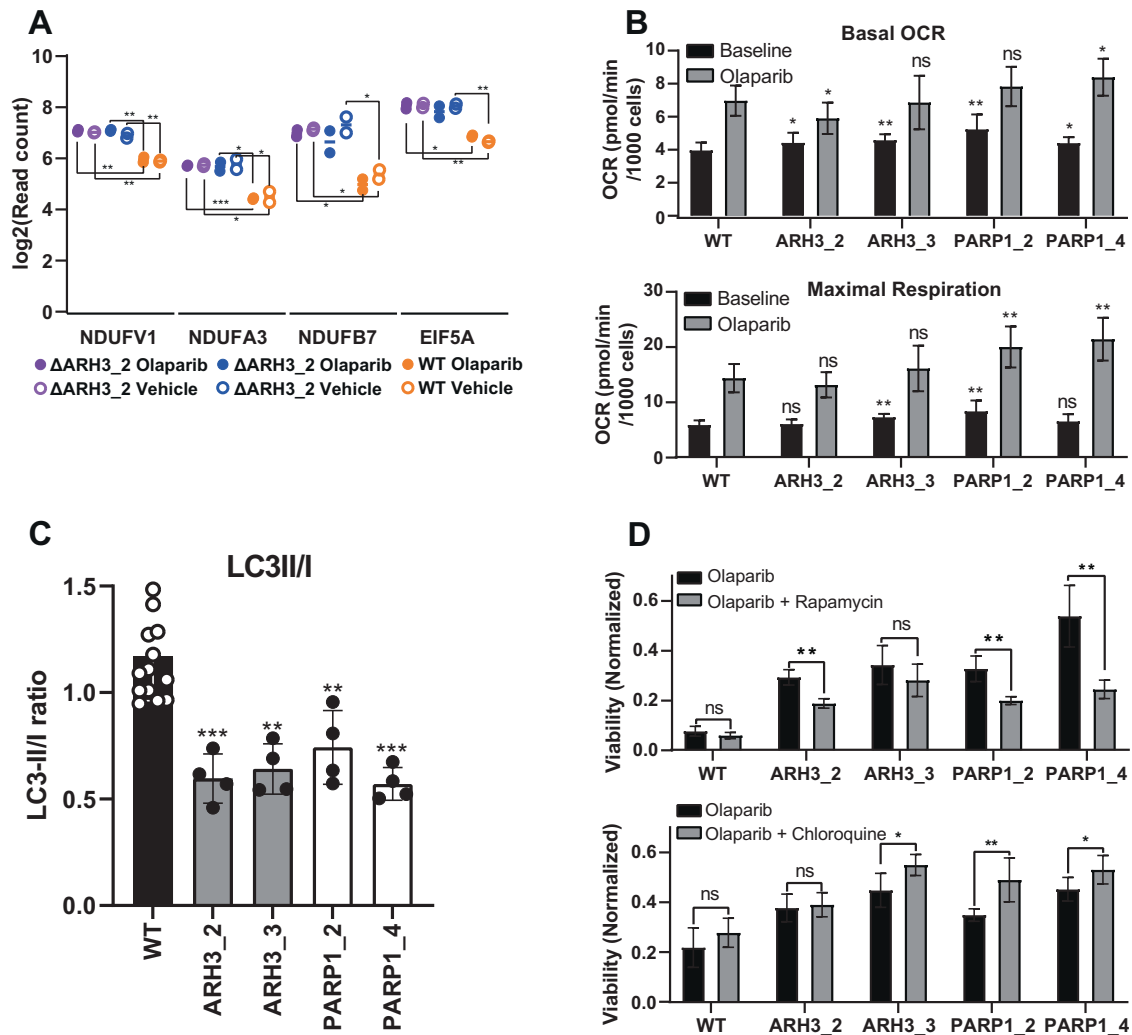 A
log2(Read count)
10
8
6
4
2
0
** ** * * * **
** ** *** * * * * **
NDUFV1 NDUFA3 NDUFB7 EIF5A
ΔARH3_2 Olaparib ΔARH3_2 Olaparib WT Olaparib
ΔARH3_2 Vehicle ΔARH3_2 Vehicle WT Vehicle
B
Basal OCR
Baseline
Olaparib
OCR (pmol/min
/1000 cells)
10
8
6
4
2
0
* * ** ns ** ns * *
WT ARH3_2 ARH3_3 PARP1_2 PARP1_4
Maximal Respiration
Baseline
Olaparib
OCR (pmol/min
/1000 cells)
30
20
10
0
ns ns ** ns ** ** ns **
WT ARH3_2 ARH3_3 PARP1_2 PARP1_4
C
LC3II/I
LC3-II/I ratio
1.5
1.0
0.5
0.0
*** ** ** ***
WT ARH3_2 ARH3_3 PARP1_2 PARP1_4
D
Olaparib
Olaparib + Rapamycin
Viability (Normalized)
0.6
0.4
0.2
0.0
ns ** ns ** **
WT ARH3_2 ARH3_3 PARP1_2 PARP1_4
Olaparib
Olaparib + Chloroquine
Viability (Normalized)
0.6
0.4
0.2
0.0
ns ns * ** *
WT ARH3_2 ARH3_3 PARP1_2 PARP1_4